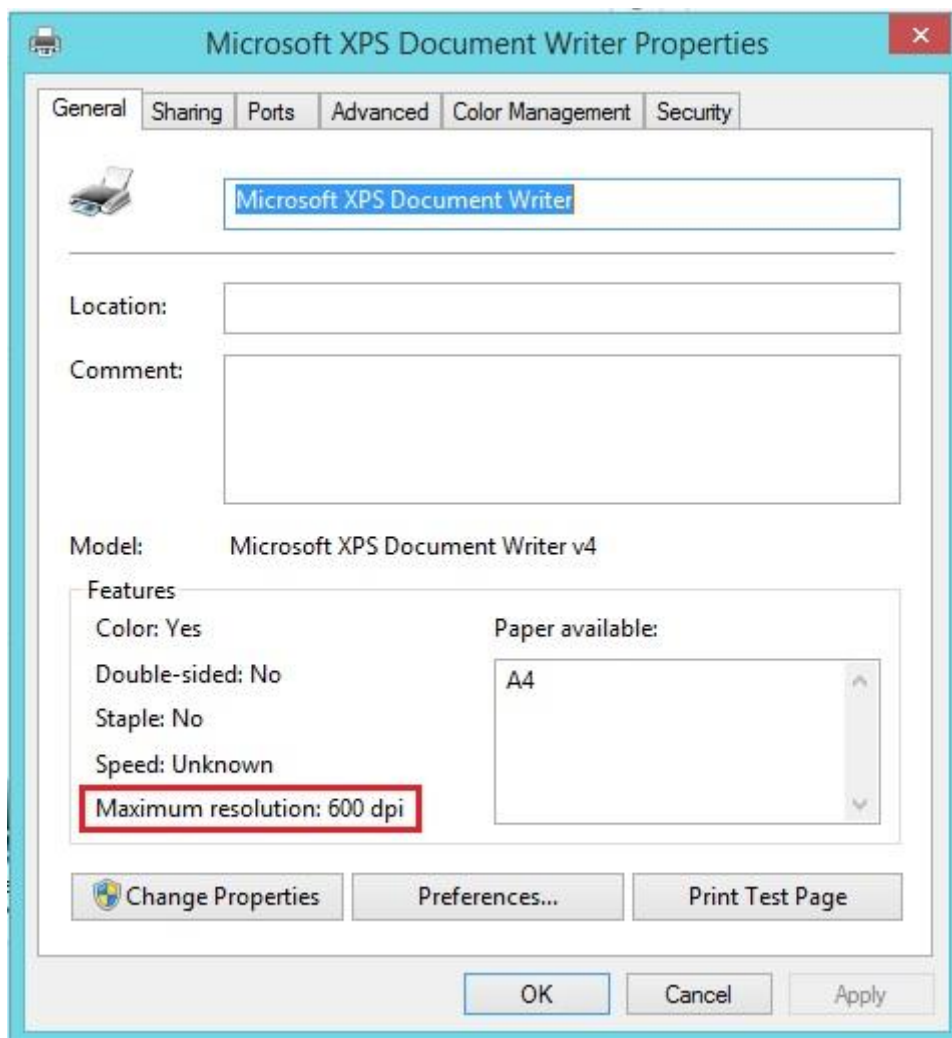 Microsoft XPS Document Writer Properties
General Sharing Ports Advanced Color Management Security
Microsoft XPS Document Writer
Location:
Comment:
Model: Microsoft XPS Document Writer v4
Features
Color: Yes
Double-sided: No
Staple: No
Speed: Unknown
Maximum resolution: 600 dpi
Paper available:
A4
Change Properties Preferences... Print Test Page
OK Cancel Apply